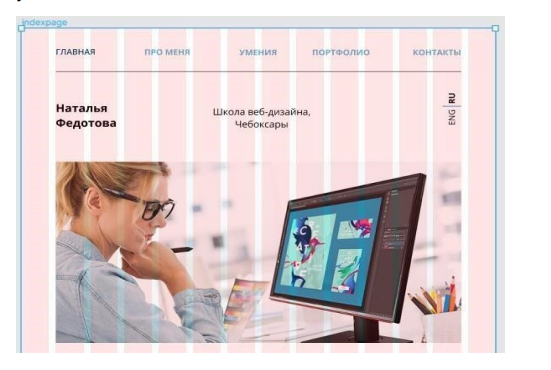 indexpage
ГЛАВНАЯ ПРО МЕНЯ УМЕНИЯ ПОРТФОЛИО КОНТАКТЫ
Наталья
Федотова
Школа веб-дизайна,
Чебоксары
ENG | RU